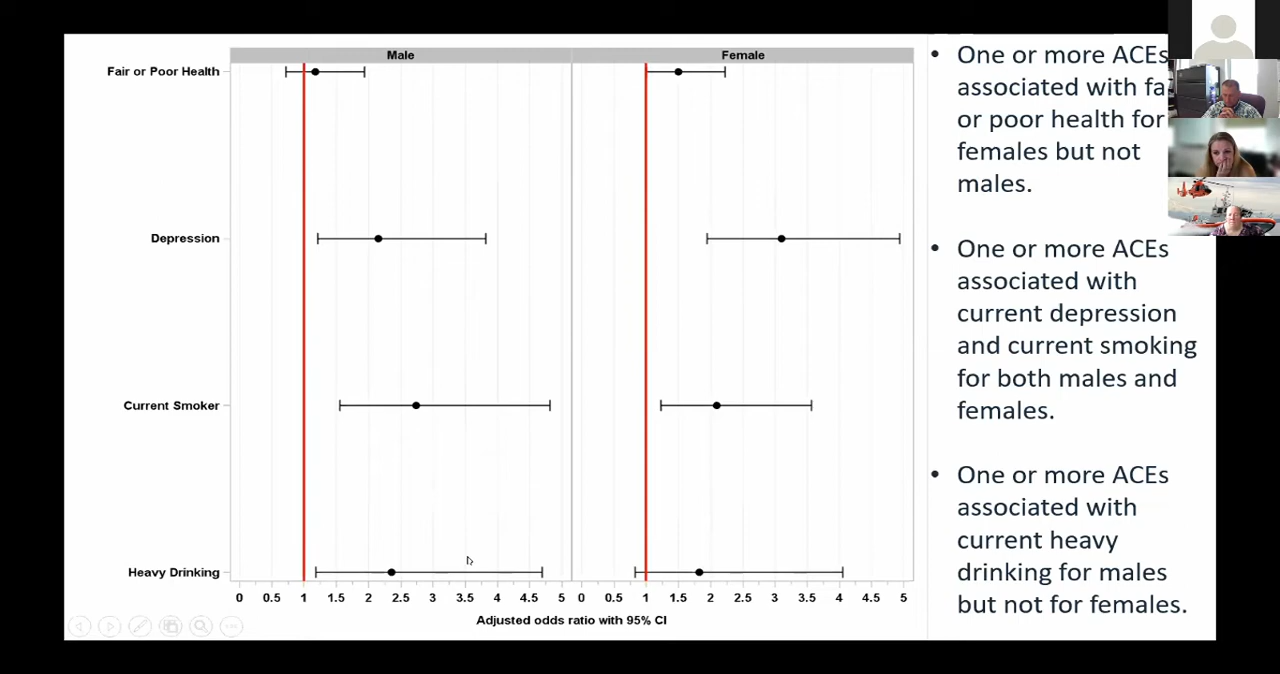 Male Female
Fair or Poor Health
Depression
Current Smoker
Heavy Drinking
0 0.5 1 1.5 2 2.5 3 3.5 4 4.5 5 0 0.5 1 1.5 2 2.5 3 3.5 4 4.5 5
Adjusted odds ratio with 95% CI
• One or more ACEs
associated with
or poor health for
females but not
males.
• One or more ACEs
associated with
current depression
and current smoking
for both males and
females.
• One or more ACEs
associated with
current heavy
drinking for males
but not for females.